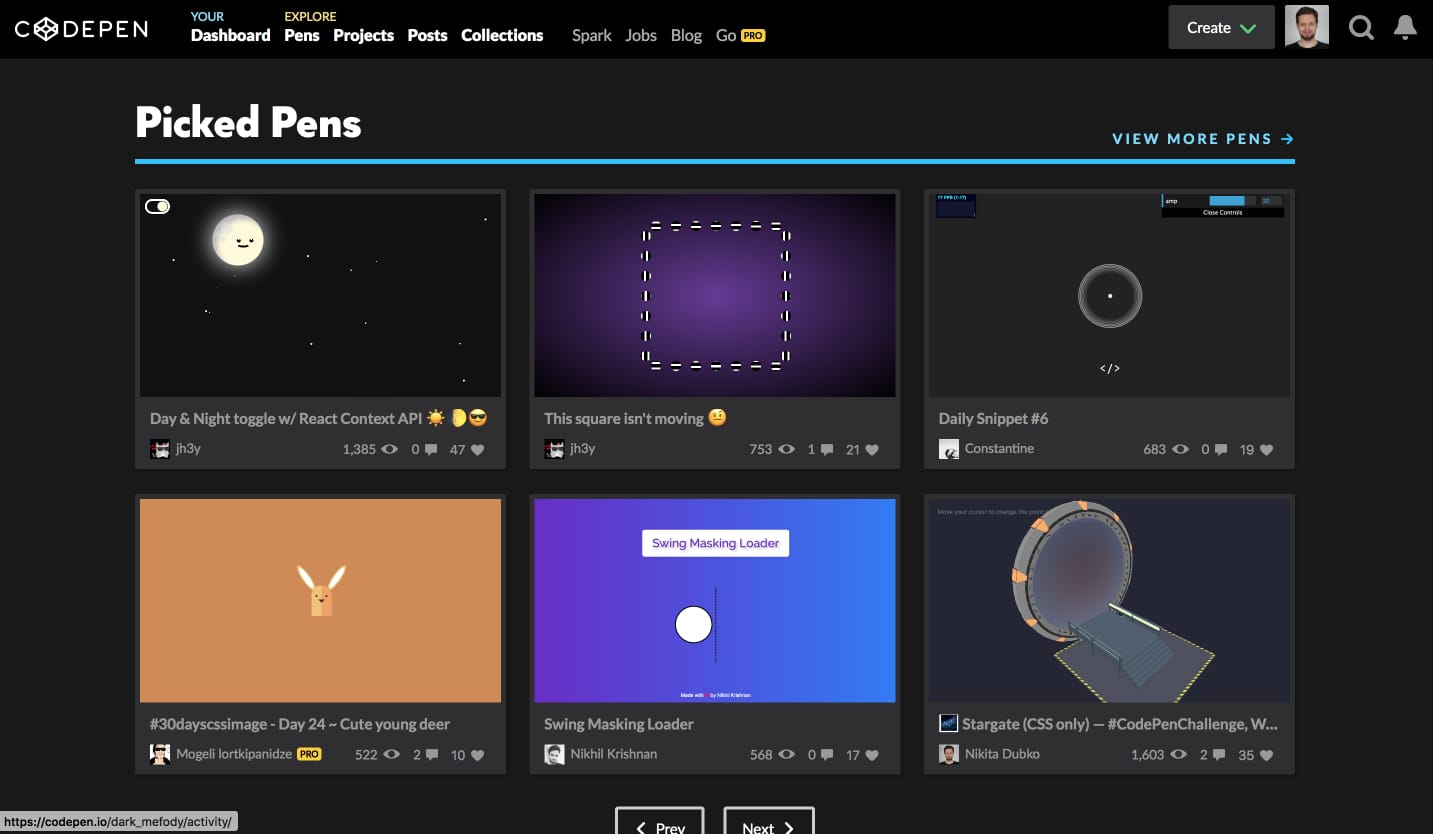 CODEPEN
YOUR
Dashboard
EXPLORE
Pens Projects Posts Collections
Spark Jobs Blog Go PRO
Create
Picked Pens
VIEW MORE PENS →
17 FPS (1-17)
amp 20
Close Controls
</>
Day & Night toggle w/ React Context API ☀️ 🌛😎
jh3y 1,385 0 47
This square isn't moving 🤨
jh3y 753 1 21
Daily Snippet #6
Constantine 683 0 19
Swing Masking Loader
Made with ❤ by Nikhil Krishnan
Move your cursor to change the point
#30dayscssimage - Day 24 ~ Cute young deer
Mogeli lortkipanidze PRO 522 2 10
Swing Masking Loader
Nikhil Krishnan 568 0 17
Stargate (CSS only) — #CodePenChallenge, W...
Nikita Dubko 1,603 2 35
Prev
Next
https://codepen.io/dark_mefody/activity/